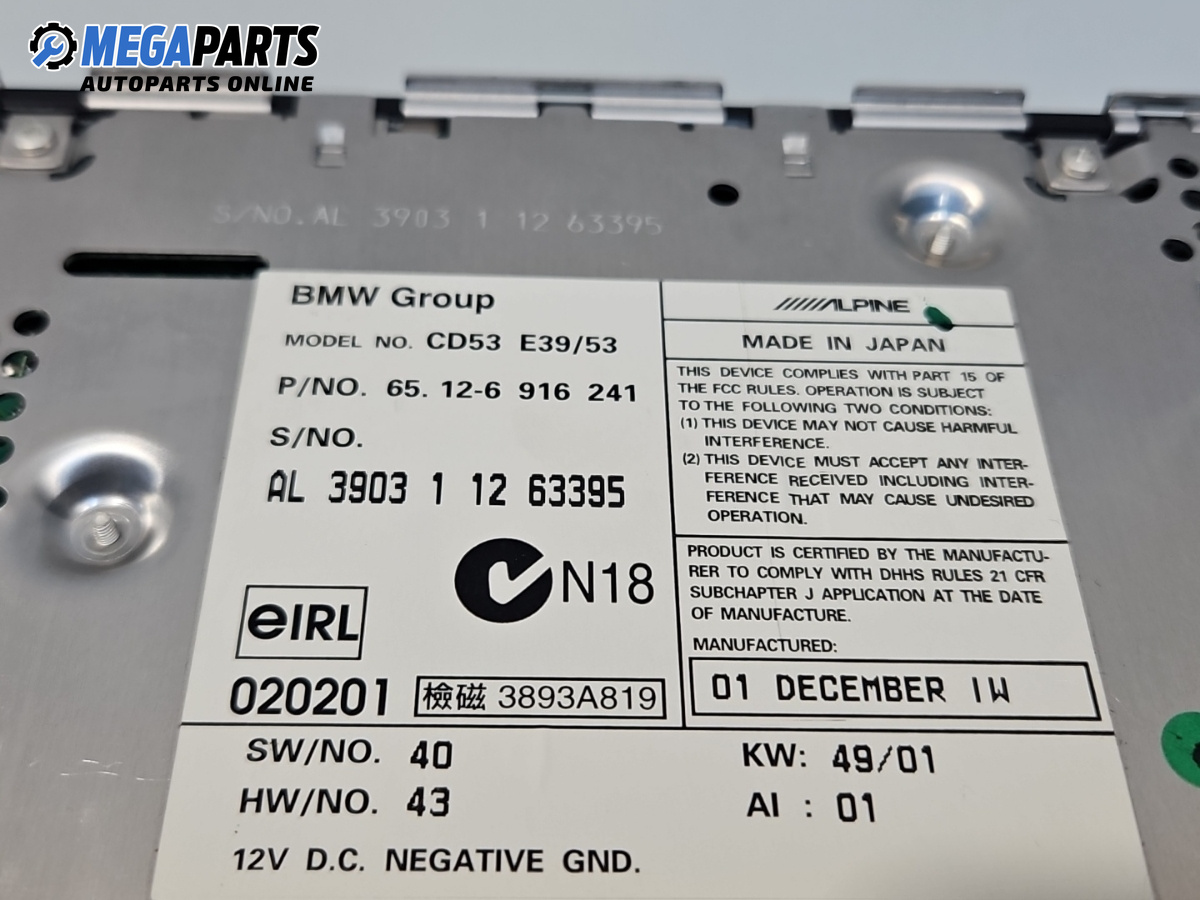 MEGAPARTS
AUTOPARTS ONLINE
S/NO. AL 3903 1 12 63395
BMW Group
MODEL NO. CD53 E39/53
P/NO. 65. 12-6 916 241
S/NO.
AL 3903 1 12 63395
N18
eIRL
020201
檢磁 3893A819
ALPINE
MADE IN JAPAN
THIS DEVICE COMPLIES WITH PART 15 OF
THE FCC RULES. OPERATION IS SUBJECT
TO THE FOLLOWING TWO CONDITIONS:
(1) THIS DEVICE MAY NOT CAUSE HARMFUL
INTERFERENCE.
(2) THIS DEVICE MUST ACCEPT ANY INTER-
FERENCE RECEIVED INCLUDING INTER-
FERENCE THAT MAY CAUSE UNDESIRED
OPERATION.
PRODUCT IS CERTIFIED BY THE MANUFACTU-
RER TO COMPLY WITH DHHS RULES 21 CFR
SUBCHAPTER J APPLICATION AT THE DATE
OF MANUFACTURE.
MANUFACTURED:
01 DECEMBER 1W
SW/NO. 40
HW/NO. 43
KW: 49/01
AI : 01
12V D.C. NEGATIVE GND.